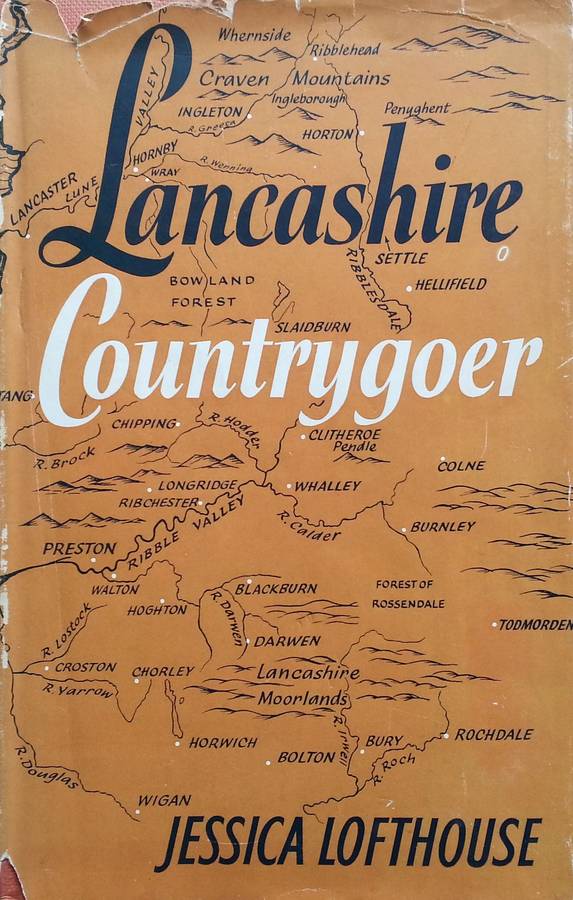 Whernside
Ribblehead
Craven Mountains
Ingleborough
INGLETON
R. Greesa
Penyghent
HORTON
VALLEY
HORNBY
WRAY
R. Wenning
LANCASTER
LUNE
Lancashire
SETTLE
RIBBLESDALE
HELLIFIELD
BOWLAND
FOREST
SLAIDBURN
Countrygoer
TANG
CHIPPING
R. Hodder
CLITHEROE
Pendle
R. Brock
COLNE
LONGRIDGE
WHALLEY
RIBCHESTER
RIBBLE VALLEY
R. Calder
BURNLEY
PRESTON
WALTON
BLACKBURN
FOREST OF
ROSSENDALE
HOGHTON
R. Darwen
TODMORDEN
R. Lostock
DARWEN
CROSTON
CHORLEY
Lancashire
R. Yarrow
Moorlands
R. Irwell
HORWICH
BURY
ROCHDALE
BOLTON
R. Roch
R. Douglas
WIGAN
JESSICA LOFTHOUSE